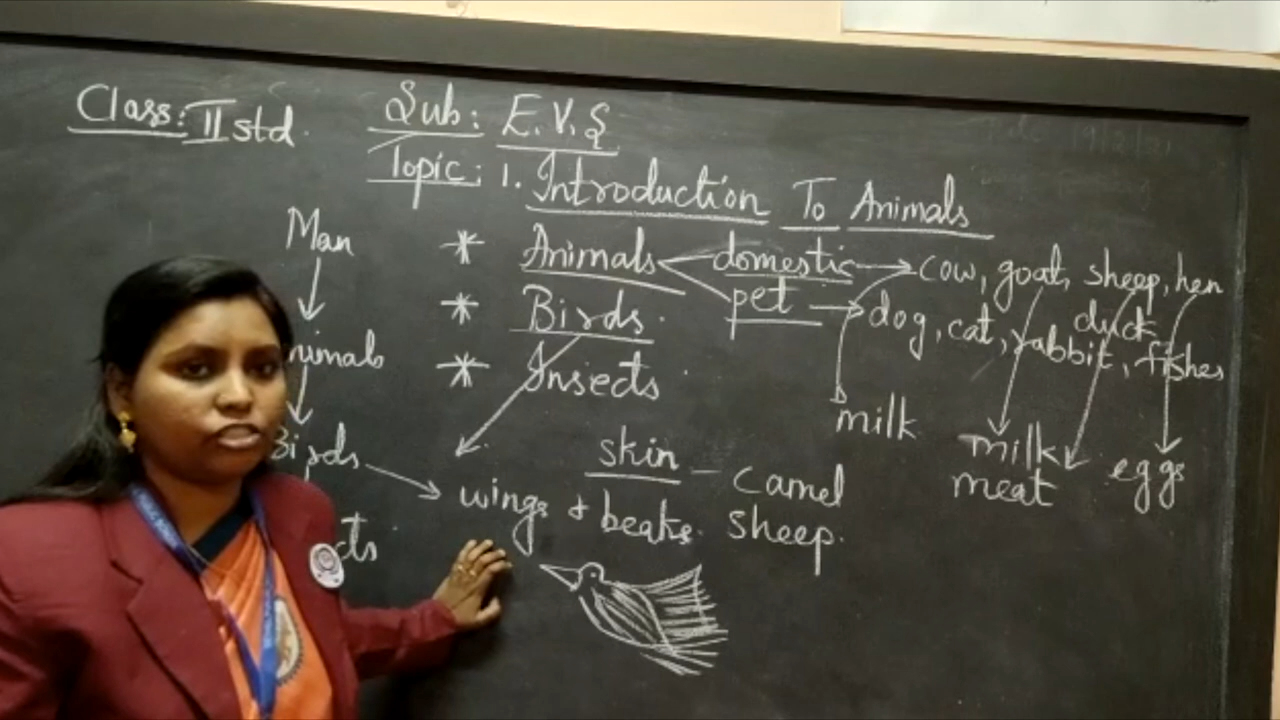 Class: II std.
Sub: E.V.S
Topic: 1. Introduction To Animals
Man
* Animals domestic cow, goat, sheep, hen
duck
pet dog, cat, rabbit, fishes
* Birds.
nimals
* Insects
milk
milk
meat
eggs
Birds
skin - camel
sheep.
wings & beaks.
cts